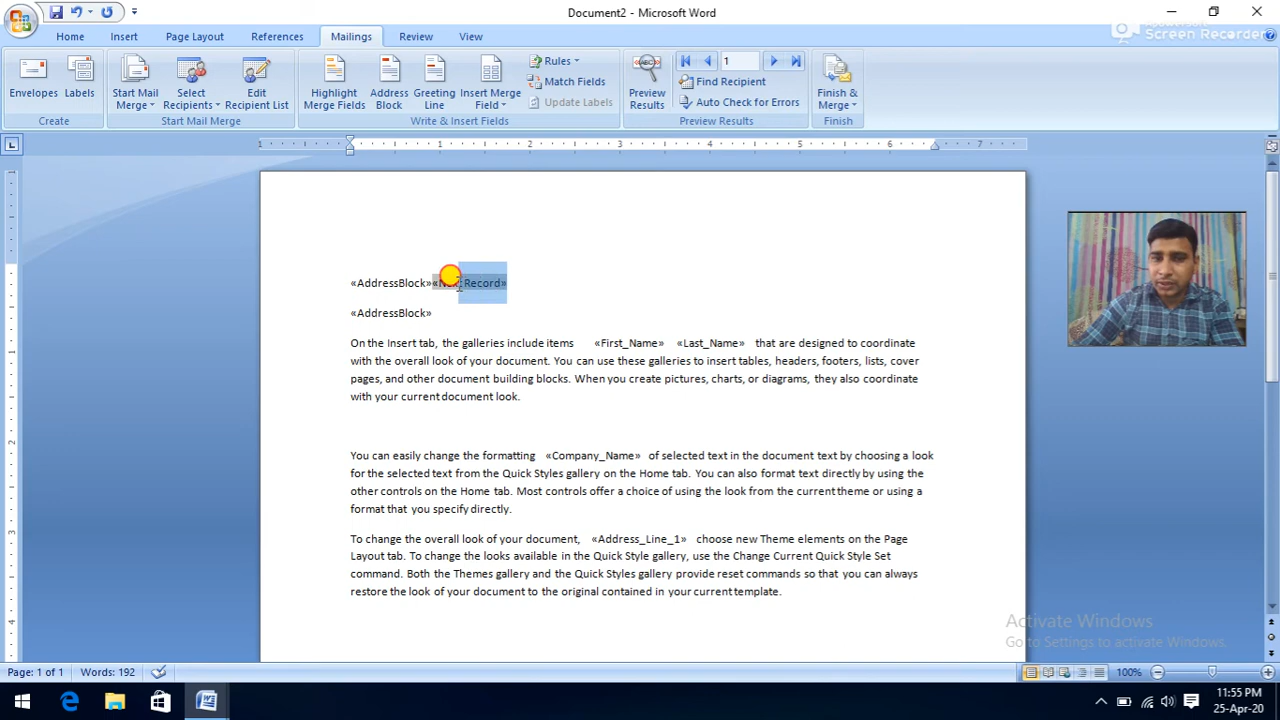 Document2 - Microsoft Word
Screen Recorder
Home Insert Page Layout References Mailings Review View
Envelopes Labels
Create
Start Mail Merge Select Recipients Edit Recipient List
Start Mail Merge
Highlight Merge Fields Address Block Greeting Line Insert Merge Field
Rules
Match Fields
Update Labels
Write & Insert Fields
Preview Results
1
Find Recipient
Auto Check for Errors
Preview Results
Finish & Merge
Finish
1 1 2 3 4 5 6 7
«AddressBlock»«Next Record»
«AddressBlock»
On the Insert tab, the galleries include items «First_Name» «Last_Name» that are designed to coordinate
with the overall look of your document. You can use these galleries to insert tables, headers, footers, lists, cover
pages, and other document building blocks. When you create pictures, charts, or diagrams, they also coordinate
with your current document look.
You can easily change the formatting «Company_Name» of selected text in the document text by choosing a look
for the selected text from the Quick Styles gallery on the Home tab. You can also format text directly by using the
other controls on the Home tab. Most controls offer a choice of using the look from the current theme or using a
format that you specify directly.
To change the overall look of your document, «Address_Line_1» choose new Theme elements on the Page
Layout tab. To change the looks available in the Quick Style gallery, use the Change Current Quick Style Set
command. Both the Themes gallery and the Quick Styles gallery provide reset commands so that you can always
restore the look of your document to the original contained in your current template.
Activate Windows
Go to Settings to activate Windows.
Page: 1 of 1 Words: 192
100%
11:55 PM
25-Apr-20